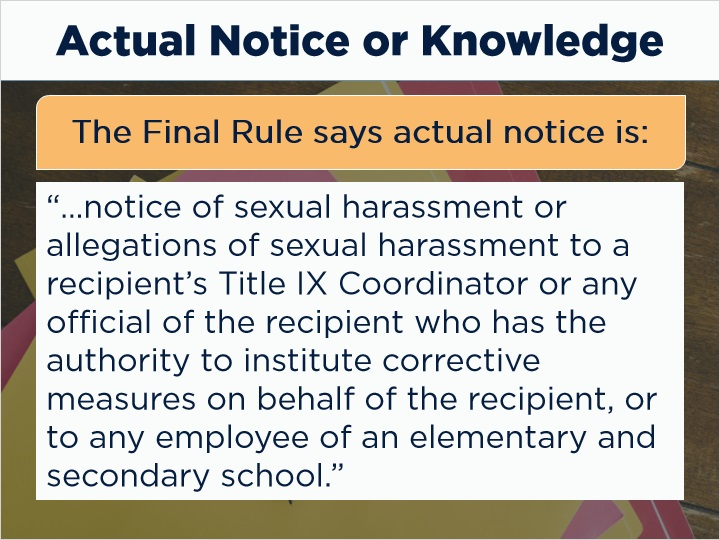 Actual Notice or Knowledge
The Final Rule says actual notice is:
“…notice of sexual harassment or
allegations of sexual harassment to a
recipient’s Title IX Coordinator or any
official of the recipient who has the
authority to institute corrective
measures on behalf of the recipient, or
to any employee of an elementary and
secondary school.”